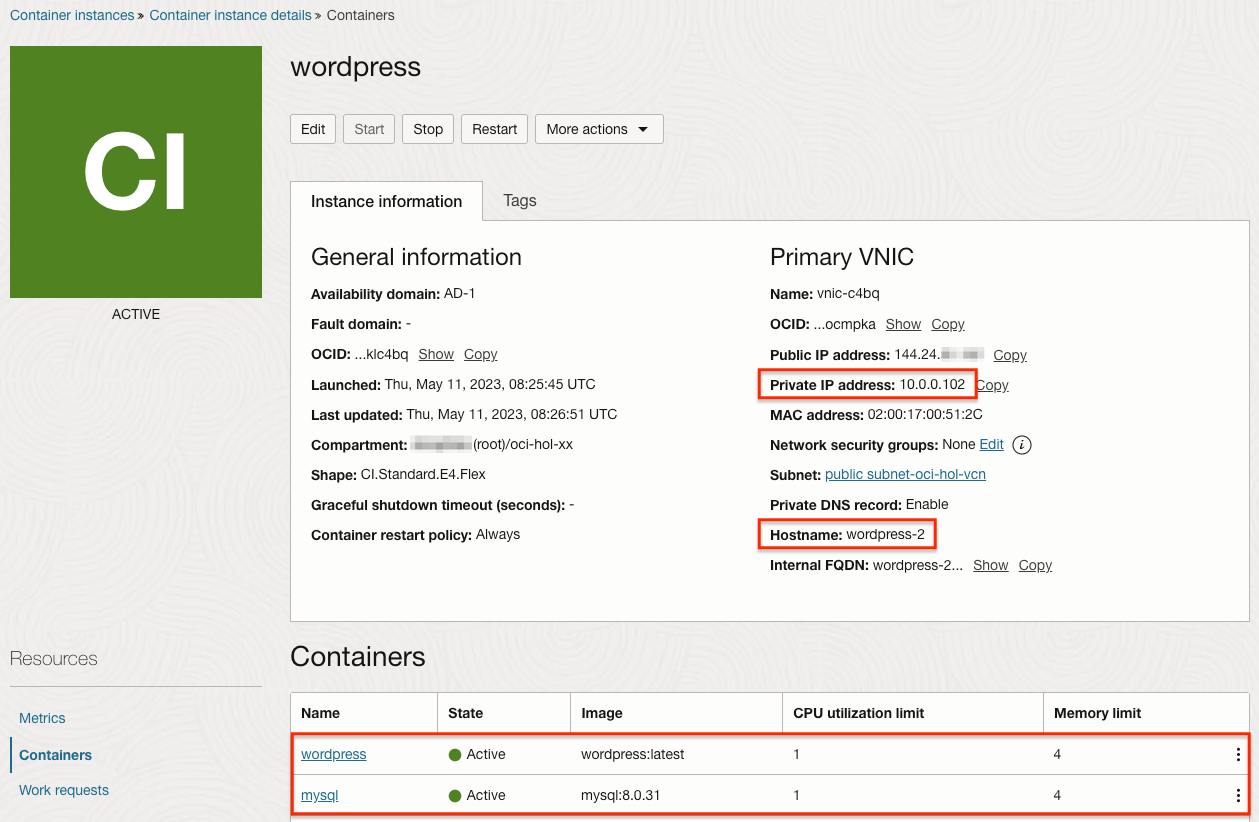 Container instances » Container instance details » Containers
CI
ACTIVE
wordpress
Edit Start Stop Restart More actions
Instance information Tags
General information
Availability domain: AD-1
Fault domain: -
OCID: ...klc4bq Show Copy
Launched: Thu, May 11, 2023, 08:25:45 UTC
Last updated: Thu, May 11, 2023, 08:26:51 UTC
Compartment: (root)/oci-hol-xx
Shape: CI.Standard.E4.Flex
Graceful shutdown timeout (seconds): -
Container restart policy: Always
Primary VNIC
Name: vnic-c4bq
OCID: ...ocmpka Show Copy
Public IP address: 144.24. Copy
Private IP address: 10.0.0.102 Copy
MAC address: 02:00:17:00:51:2C
Network security groups: None Edit i
Subnet: public subnet-oci-hol-vcn
Private DNS record: Enable
Hostname: wordpress-2
Internal FQDN: wordpress-2... Show Copy
Resources
Metrics
Containers
Work requests
Containers
Name State Image CPU utilization limit Memory limit
wordpress Active wordpress:latest 1 4
mysql Active mysql:8.0.31 1 4